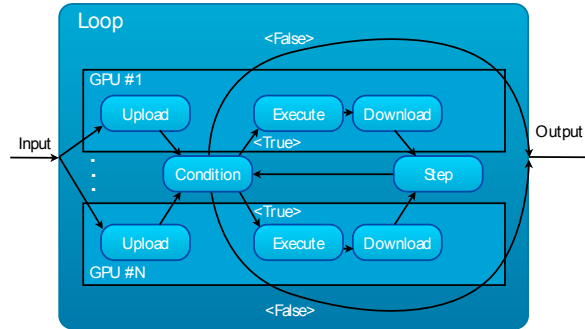 Loop
<False>
GPU #1
Upload
Execute
Download
Input
Output
<True>
Condition
Step
<True>
Upload
Execute
Download
GPU #N
<False>